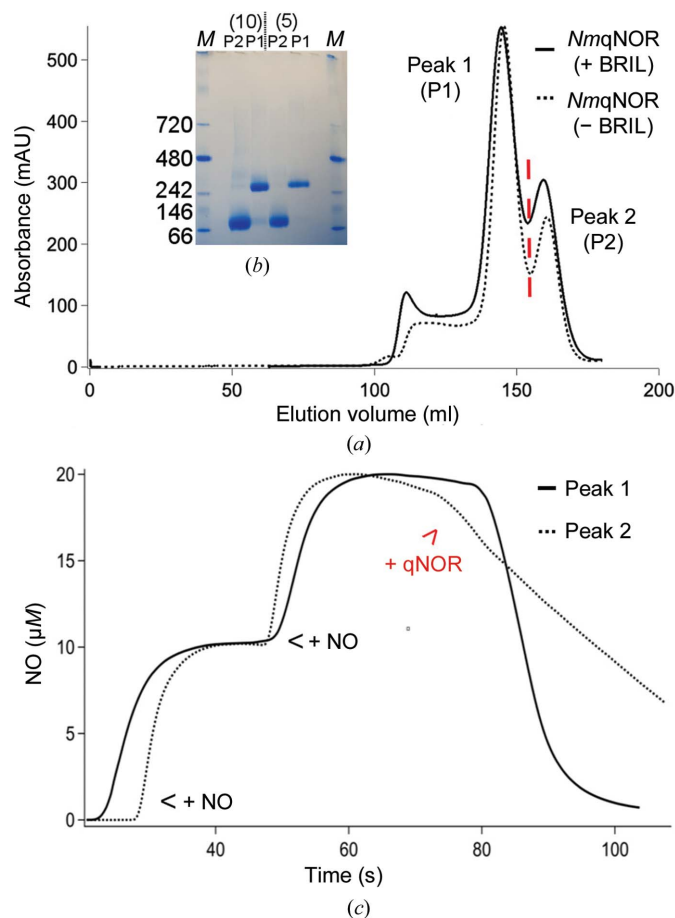 500
400
300
200
100
0
Absorbance (mAU)
0 50 100 150 200
Elution volume (ml)
(a)
(10) (5)
M P2 P1 P2 P1 M
720
480
242
146
66
(b)
Peak 1
(P1)
NmqNOR
(+ BRIL)
NmqNOR
(− BRIL)
Peak 2
(P2)
20
15
10
5
0
NO (µM)
Peak 1
Peak 2
+ qNOR
< + NO
< + NO
40 60 80 100
Time (s)
(c)